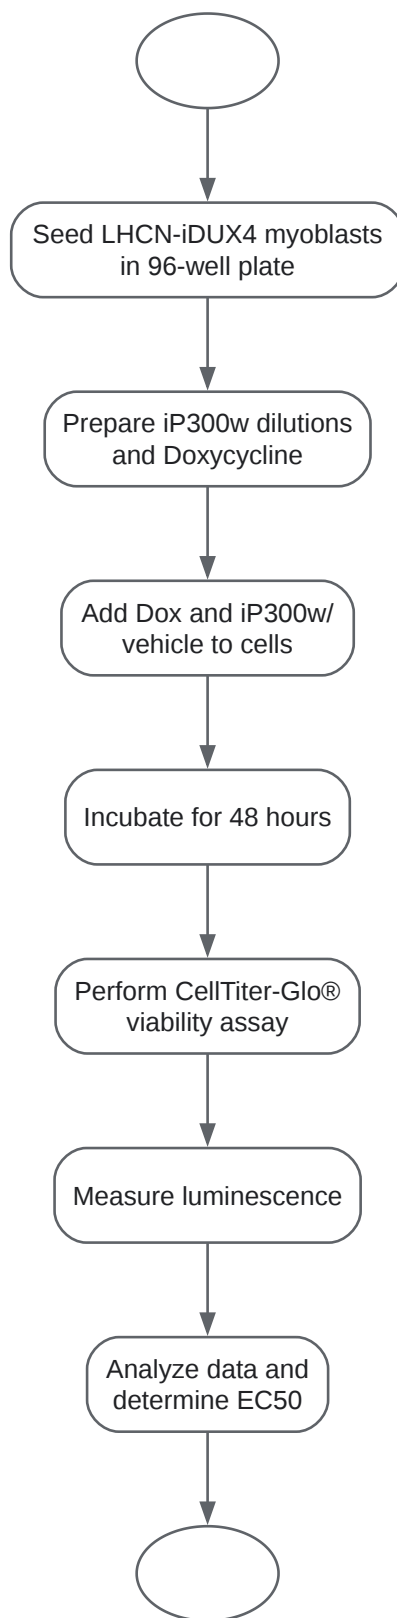 Seed LHCN-iDUX4 myoblasts
in 96-well plate
Prepare iP300w dilutions
and Doxycycline
Add Dox and iP300w/
vehicle to cells
Incubate for 48 hours
Perform CellTiter-Glo®
viability assay
Measure luminescence
Analyze data and
determine EC50